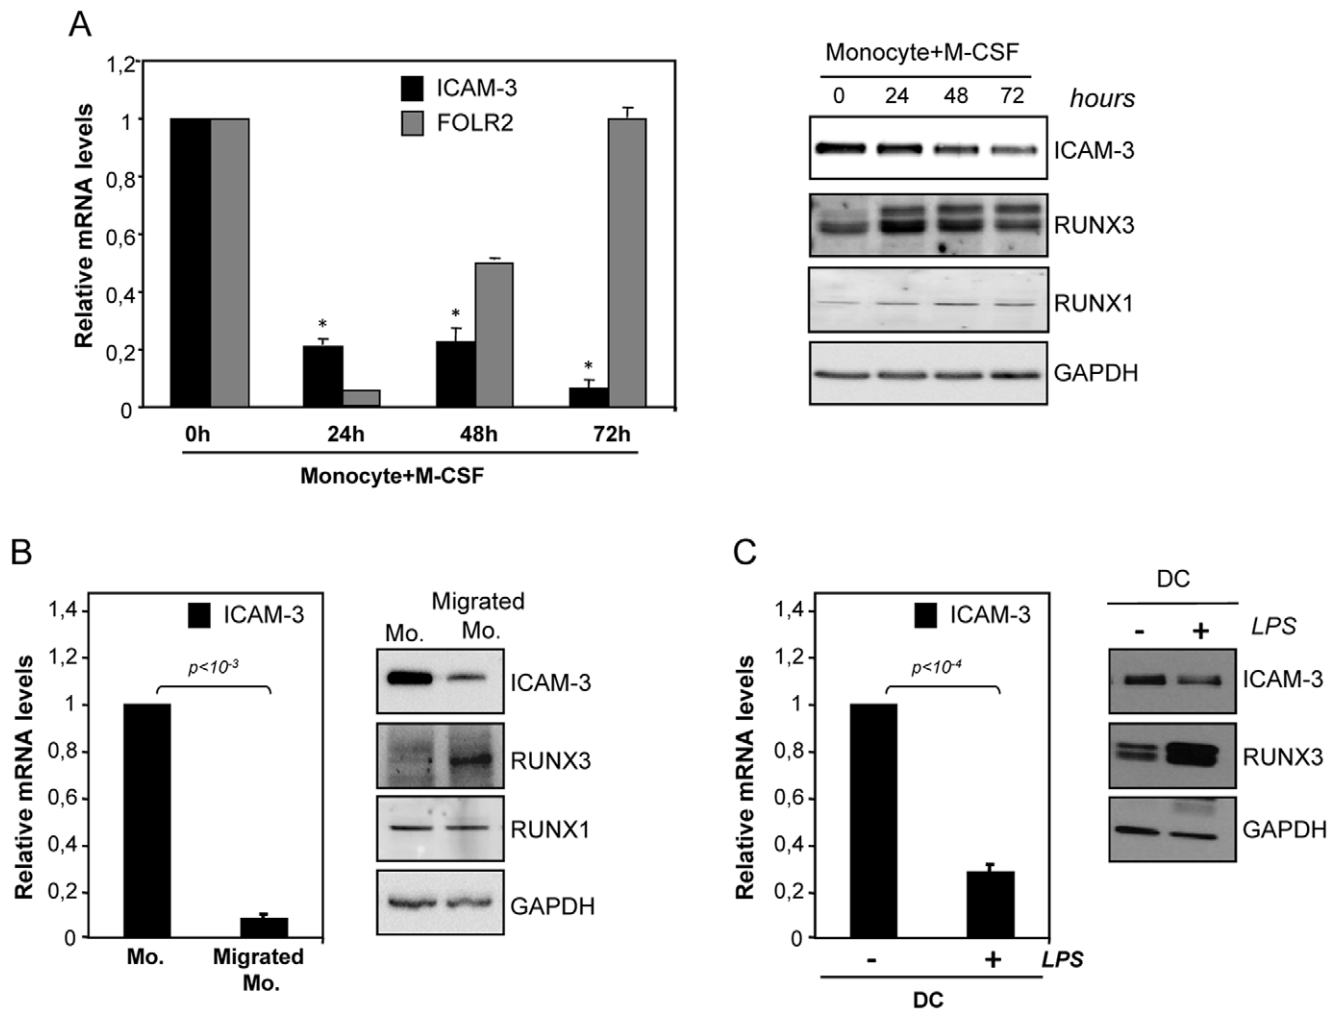 A
1,2
1
0,8
0,6
0,4
0,2
0
Relative mRNA levels
ICAM-3
FOLR2
*
*
*
0h 24h 48h 72h
Monocyte+M-CSF
Monocyte+M-CSF
0 24 48 72 hours
ICAM-3
RUNX3
RUNX1
GAPDH
B
1,4
1,2
1
0,8
0,6
0,4
0,2
0
Relative mRNA levels
ICAM-3
p<10-3
Mo. Migrated
Mo.
Migrated
Mo. Mo.
ICAM-3
RUNX3
RUNX1
GAPDH
C
1,4
1,2
1
0,8
0,6
0,4
0,2
0
Relative mRNA levels
ICAM-3
p<10-4
- + LPS
DC
DC
- + LPS
ICAM-3
RUNX3
GAPDH